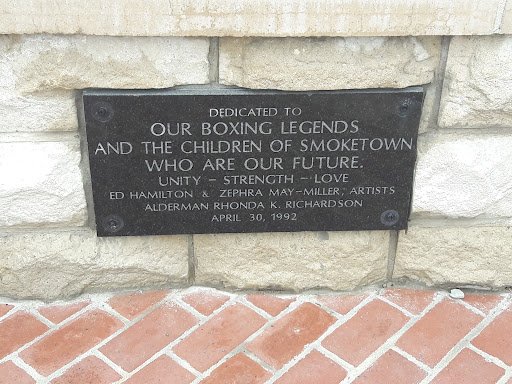 DEDICATED TO
OUR BOXING LEGENDS
AND THE CHILDREN OF SMOKETOWN
WHO ARE OUR FUTURE.
UNITY – STRENGTH – LOVE
ED HAMILTON & ZEPHRA MAY-MILLER, ARTISTS
ALDERMAN RHONDA K. RICHARDSON
APRIL 30, 1992